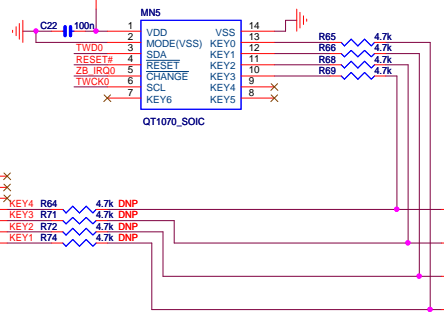 MN5
C22 100n
1 VDD VSS 14
2 MODE(VSS) KEY0 13 R65 4.7k
TWD0 3 SDA KEY1 12 R66 4.7k
RESET# 4 RESET KEY2 11 R68 4.7k
ZB_IRQ0 5 CHANGE KEY3 10 R69 4.7k
TWCK0 6 SCL KEY4 9
7 KEY6 KEY5 8
QT1070_SOIC
KEY4 R64 4.7k DNP
KEY3 R71 4.7k DNP
KEY2 R72 4.7k DNP
KEY1 R74 4.7k DNP